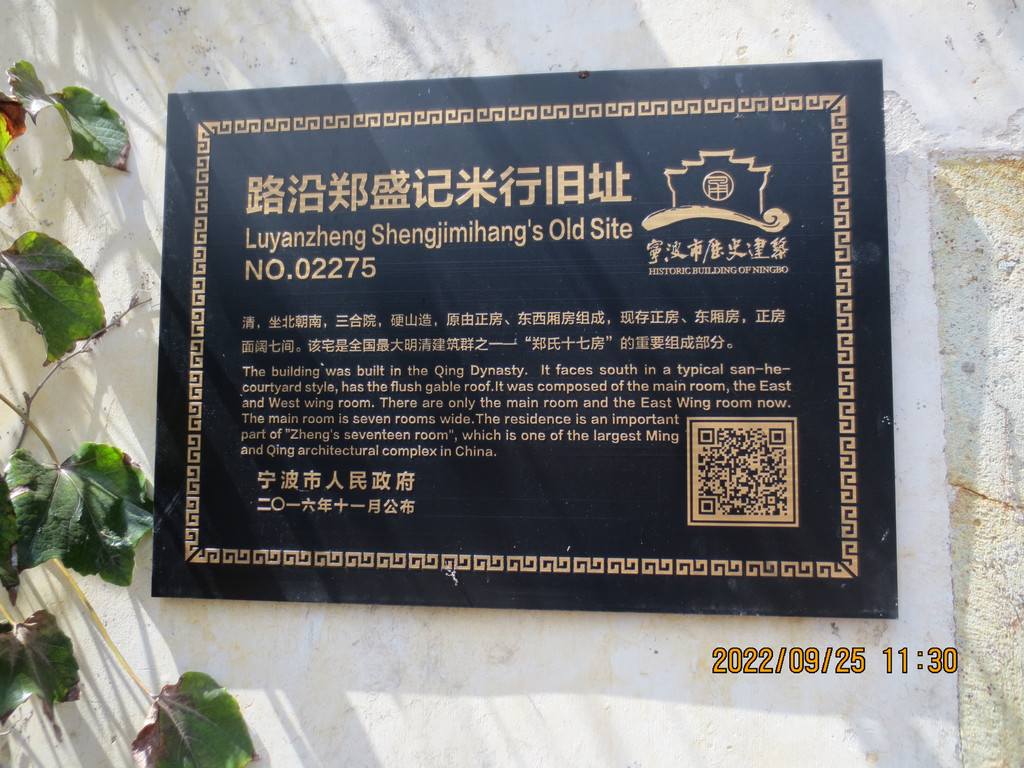 路沿郑盛记米行旧址
Luyanzheng Shengjimihang's Old Site
NO.02275
甬
宁波市历史建筑
HISTORIC BUILDING OF NINGBO
清，坐北朝南，三合院，硬山造，原由正房、东西厢房组成，现存正房、东厢房，正房
面阔七间。该宅是全国最大明清建筑群之一——“郑氏十七房”的重要组成部分。
The building was built in the Qing Dynasty. It faces south in a typical san-he-
courtyard style, has the flush gable roof.It was composed of the main room, the East
and West wing room. There are only the main room and the East Wing room now.
The main room is seven rooms wide.The residence is an important
part of "Zheng's seventeen room", which is one of the largest Ming
and Qing architectural complex in China.
宁波市人民政府
二〇一六年十一月公布
2022/09/25 11:30